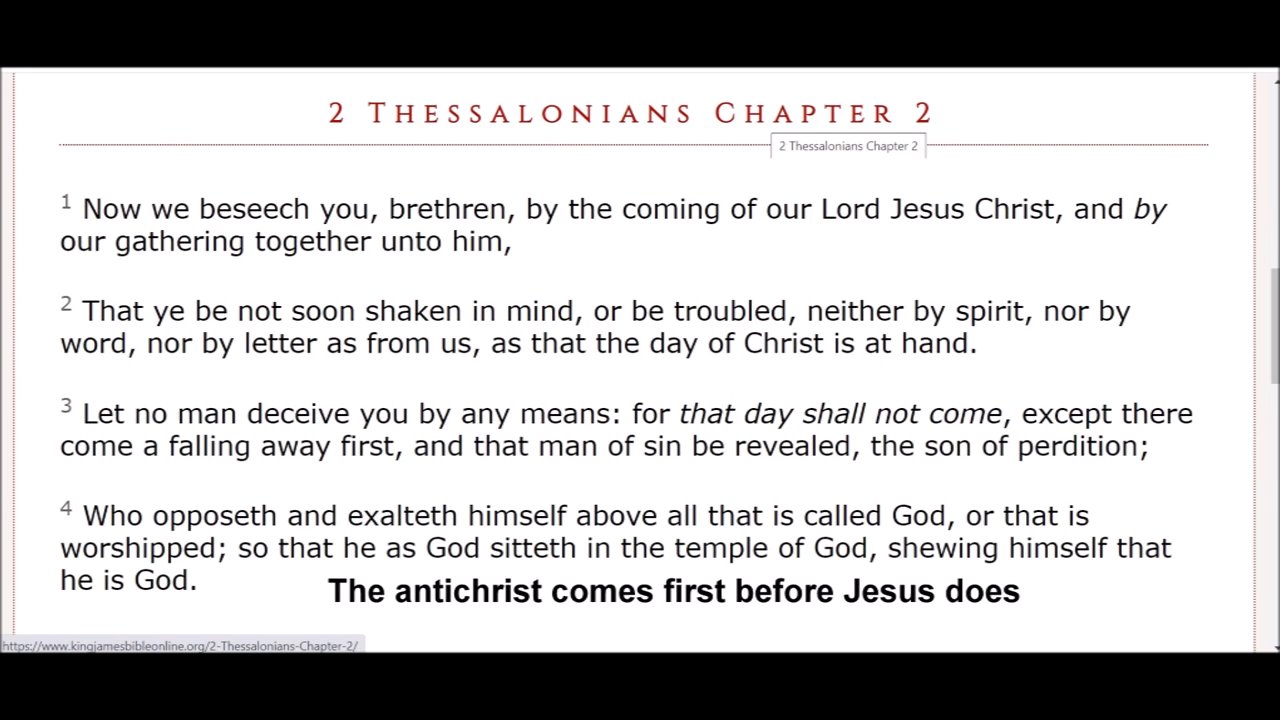 2 Thessalonians Chapter 2
2 Thessalonians Chapter 2
1 Now we beseech you, brethren, by the coming of our Lord Jesus Christ, and by
our gathering together unto him,
2 That ye be not soon shaken in mind, or be troubled, neither by spirit, nor by
word, nor by letter as from us, as that the day of Christ is at hand.
3 Let no man deceive you by any means: for that day shall not come, except there
come a falling away first, and that man of sin be revealed, the son of perdition;
4 Who opposeth and exalteth himself above all that is called God, or that is
worshipped; so that he as God sitteth in the temple of God, shewing himself that
he is God.
The antichrist comes first before Jesus does
https://www.kingjamesbibleonline.org/2-Thessalonians-Chapter-2/